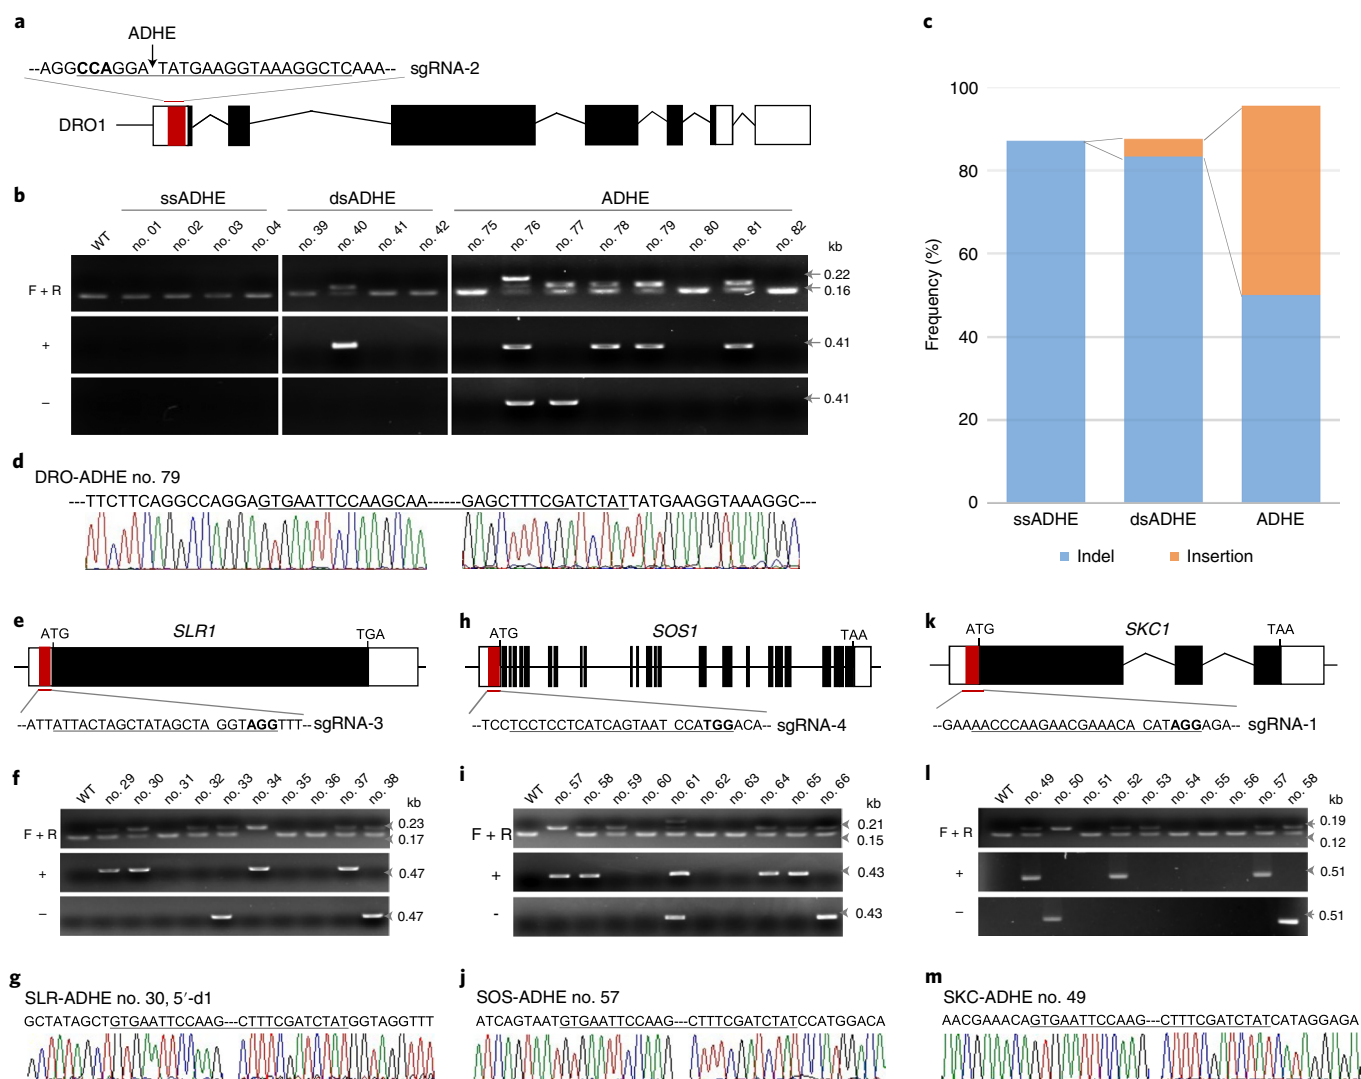 a
ADHE
--AGGCCAGGA TATGAAGGTAAAGGCTCAAA-- sgRNA-2
DRO1
b
ssADHE dsADHE ADHE
WT no. 01 no. 02 no. 03 no. 04 no. 39 no. 40 no. 41 no. 42 no. 75 no. 76 no. 77 no. 78 no. 79 no. 80 no. 81 no. 82 kb
F + R 0.22
0.16
+ 0.41
– 0.41
c
Frequency (%)
100
80
60
40
20
0
ssADHE dsADHE ADHE
Indel Insertion
d
DRO-ADHE no. 79
---TTCTTCAGGCCAGGAGTGAATTCCAAGCAA------GAGCTTTCGATCTATTATGAAGGTAAAGGC---
e
ATG SLR1 TGA
--ATTATTACTAGCTATAGCTA GGTAGGTTT-- sgRNA-3
f
WT no. 29 no. 30 no. 31 no. 32 no. 33 no. 34 no. 35 no. 36 no. 37 no. 38 kb
F + R 0.23
0.17
+ 0.47
– 0.47
g
SLR-ADHE no. 30, 5′-d1
GCTATAGCTGTGAATTCCAAG---CTTTCGATCTATGGTAGGTTT
h
ATG SOS1 TAA
--TCCTCCTCCTCATCAGTAAT CCATGGACA-- sgRNA-4
i
WT no. 57 no. 58 no. 59 no. 60 no. 61 no. 62 no. 63 no. 64 no. 65 no. 66 kb
F + R 0.21
0.15
+ 0.43
- 0.43
j
SOS-ADHE no. 57
ATCAGTAATGTGAATTCCAAG---CTTTCGATCTATCCATGGACA
k
ATG SKC1 TAA
--GAAAACCCAAGAACGAAACA CATAGGAGA-- sgRNA-1
l
WT no. 49 no. 50 no. 51 no. 52 no. 53 no. 54 no. 55 no. 56 no. 57 no. 58 kb
F + R 0.19
0.12
+ 0.51
– 0.51
m
SKC-ADHE no. 49
AACGAAACAGTGAATTCCAAG---CTTTCGATCTATCATAGGAGA